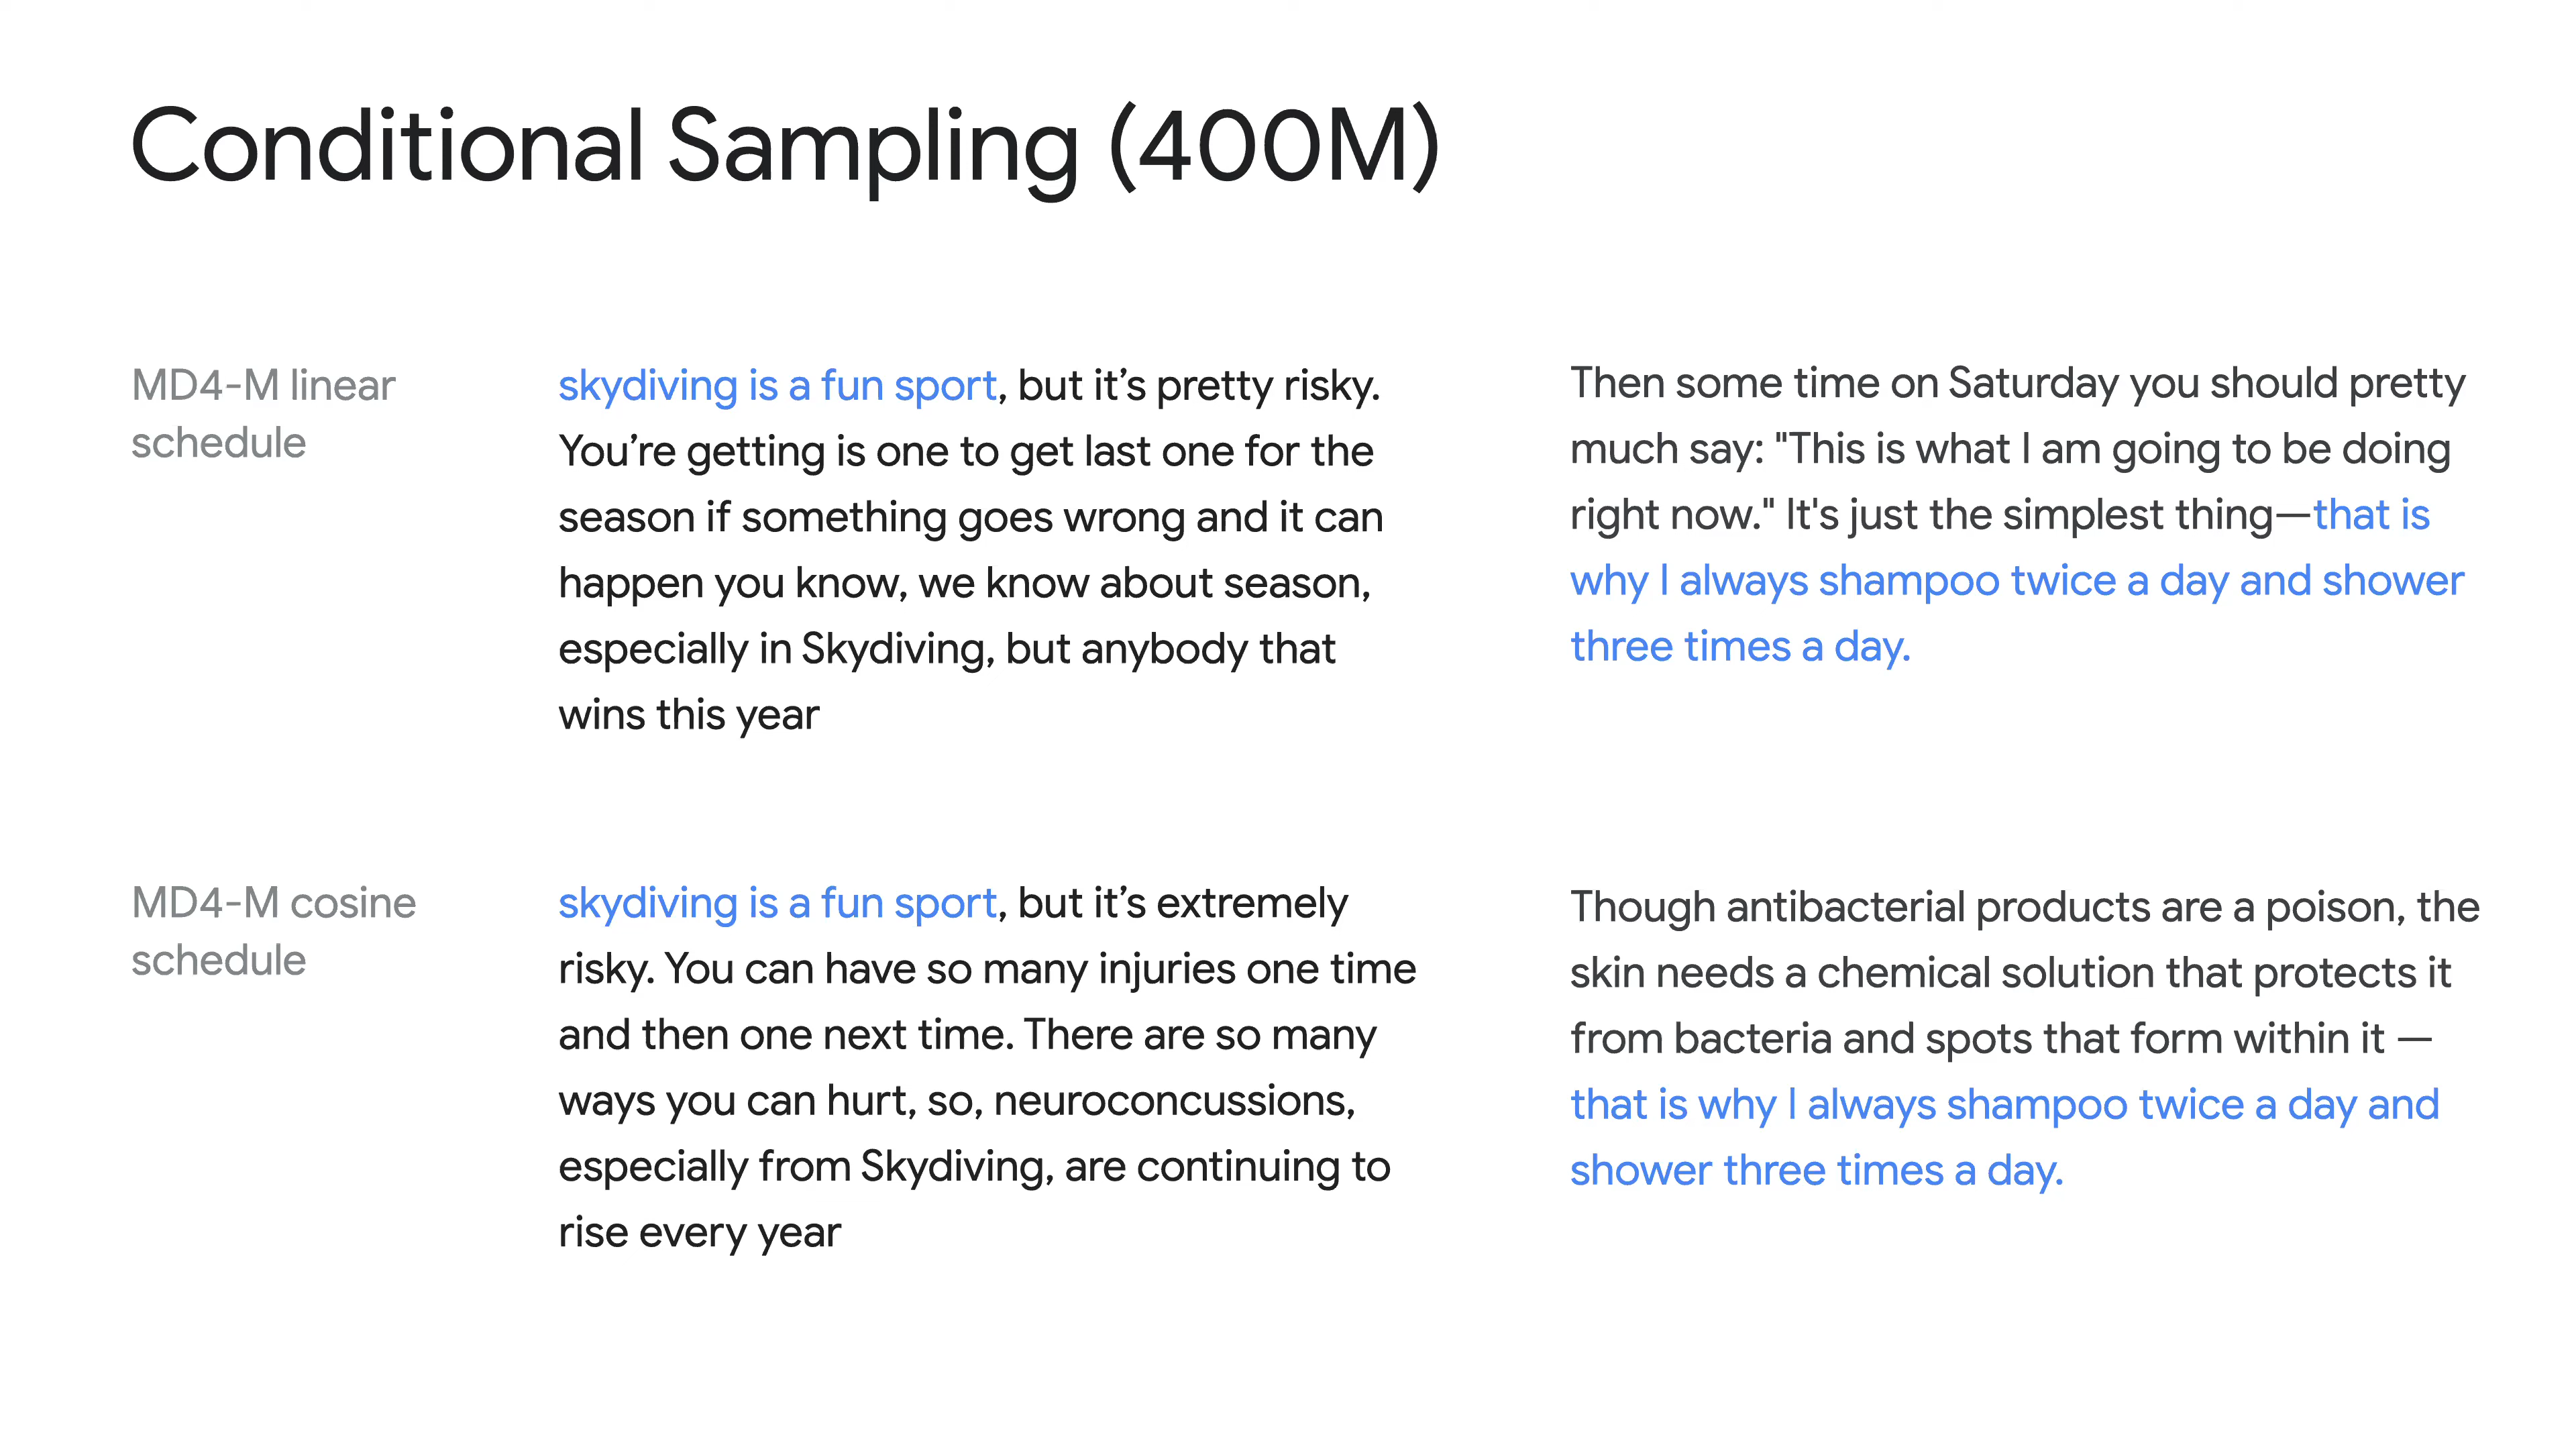 Conditional Sampling (400M)
MD4-M linear
schedule
skydiving is a fun sport, but it’s pretty risky.
You’re getting is one to get last one for the
season if something goes wrong and it can
happen you know, we know about season,
especially in Skydiving, but anybody that
wins this year
Then some time on Saturday you should pretty
much say: "This is what I am going to be doing
right now." It's just the simplest thing—that is
why I always shampoo twice a day and shower
three times a day.
MD4-M cosine
schedule
skydiving is a fun sport, but it’s extremely
risky. You can have so many injuries one time
and then one next time. There are so many
ways you can hurt, so, neuroconcussions,
especially from Skydiving, are continuing to
rise every year
Though antibacterial products are a poison, the
skin needs a chemical solution that protects it
from bacteria and spots that form within it —
that is why I always shampoo twice a day and
shower three times a day.